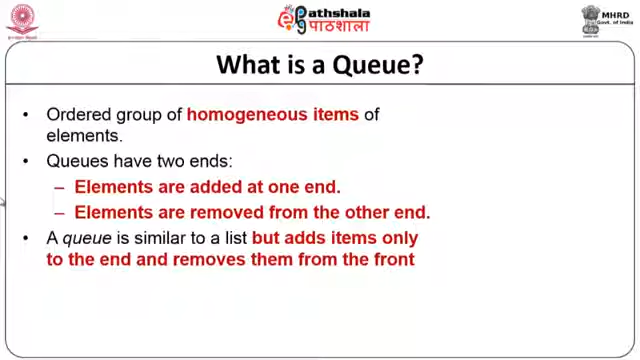 Pathshala
पाठशाला
MHRD
Govt. of India
What is a Queue?
• Ordered group of homogeneous items of
elements.
• Queues have two ends:
– Elements are added at one end.
– Elements are removed from the other end.
• A queue is similar to a list but adds items only
to the end and removes them from the front